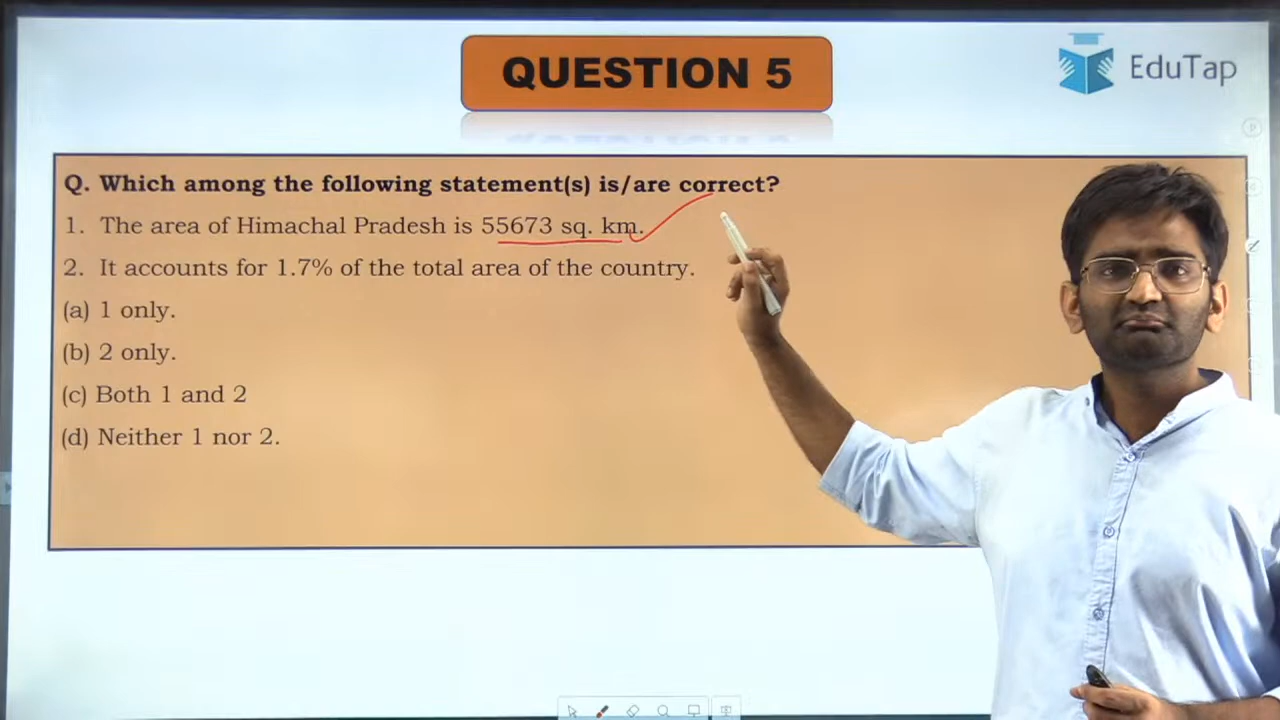 QUESTION 5
EduTap
Q. Which among the following statement(s) is/are correct?
1. The area of Himachal Pradesh is 55673 sq. km.
2. It accounts for 1.7% of the total area of the country.
(a) 1 only.
(b) 2 only.
(c) Both 1 and 2
(d) Neither 1 nor 2.